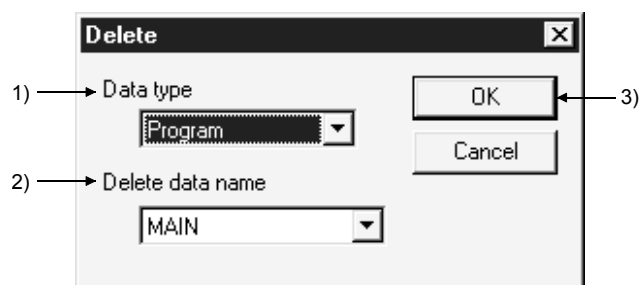 Delete
1) Data type
OK 3)
Program
Cancel
2) Delete data name
MAIN